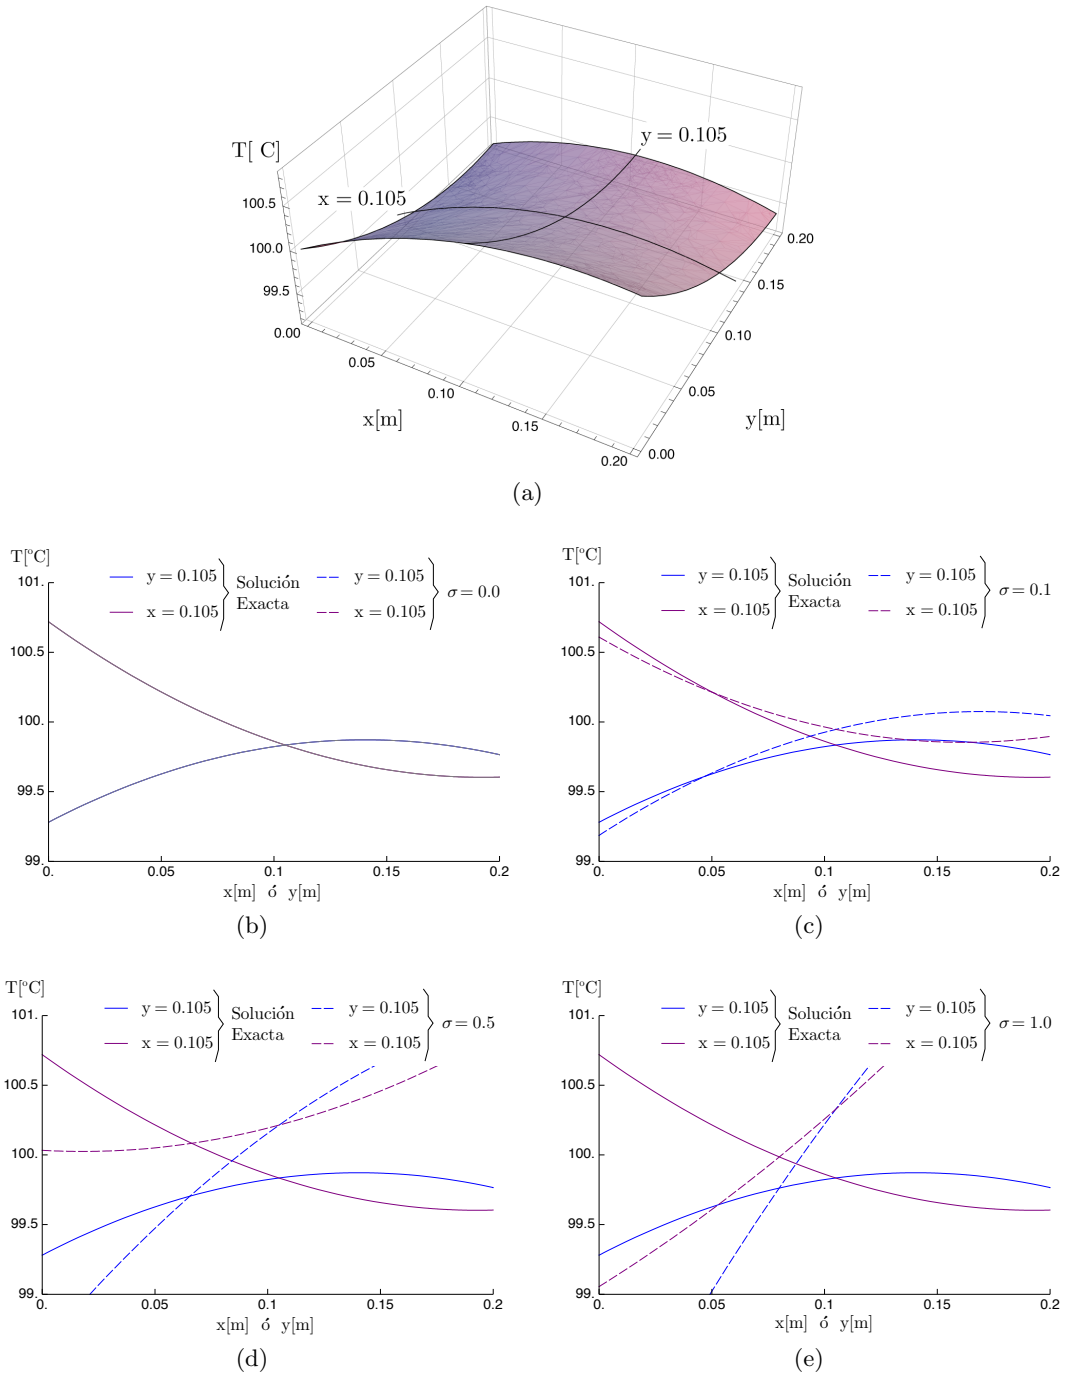 y = 0.105
T[ C]
x = 0.105
100.5
100.0
99.5
0.00
0.05
0.10
0.15
0.20
0.00
0.05
0.10
0.15
0.20
x[m]
y[m]
(a)
T[ºC]
y = 0.105
x = 0.105
Solución
Exacta
y = 0.105
x = 0.105
σ = 0.0
101.
100.5
100.
99.5
99.
0.
0.05
0.1
0.15
0.2
x[m] ó y[m]
(b)
T[ºC]
y = 0.105
x = 0.105
Solución
Exacta
y = 0.105
x = 0.105
σ = 0.1
101.
100.5
100.
99.5
99.
0.
0.05
0.1
0.15
0.2
x[m] ó y[m]
(c)
T[ºC]
y = 0.105
x = 0.105
Solución
Exacta
y = 0.105
x = 0.105
σ = 0.5
101.
100.5
100.
99.5
99.
0.
0.05
0.1
0.15
0.2
x[m] ó y[m]
(d)
T[ºC]
y = 0.105
x = 0.105
Solución
Exacta
y = 0.105
x = 0.105
σ = 1.0
101.
100.5
100.
99.5
99.
0.
0.05
0.1
0.15
0.2
x[m] ó y[m]
(e)